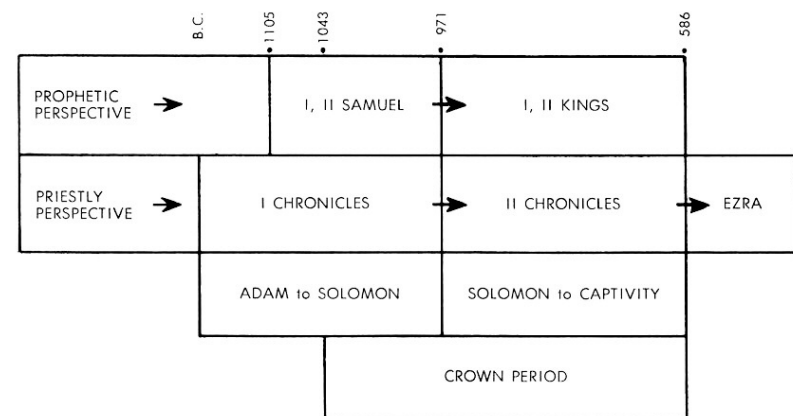 B.C.
1105
1043
971
586
PROPHETIC
PERSPECTIVE
I, II SAMUEL
I, II KINGS
PRIESTLY
PERSPECTIVE
I CHRONICLES
II CHRONICLES
EZRA
ADAM to SOLOMON
SOLOMON to CAPTIVITY
CROWN PERIOD